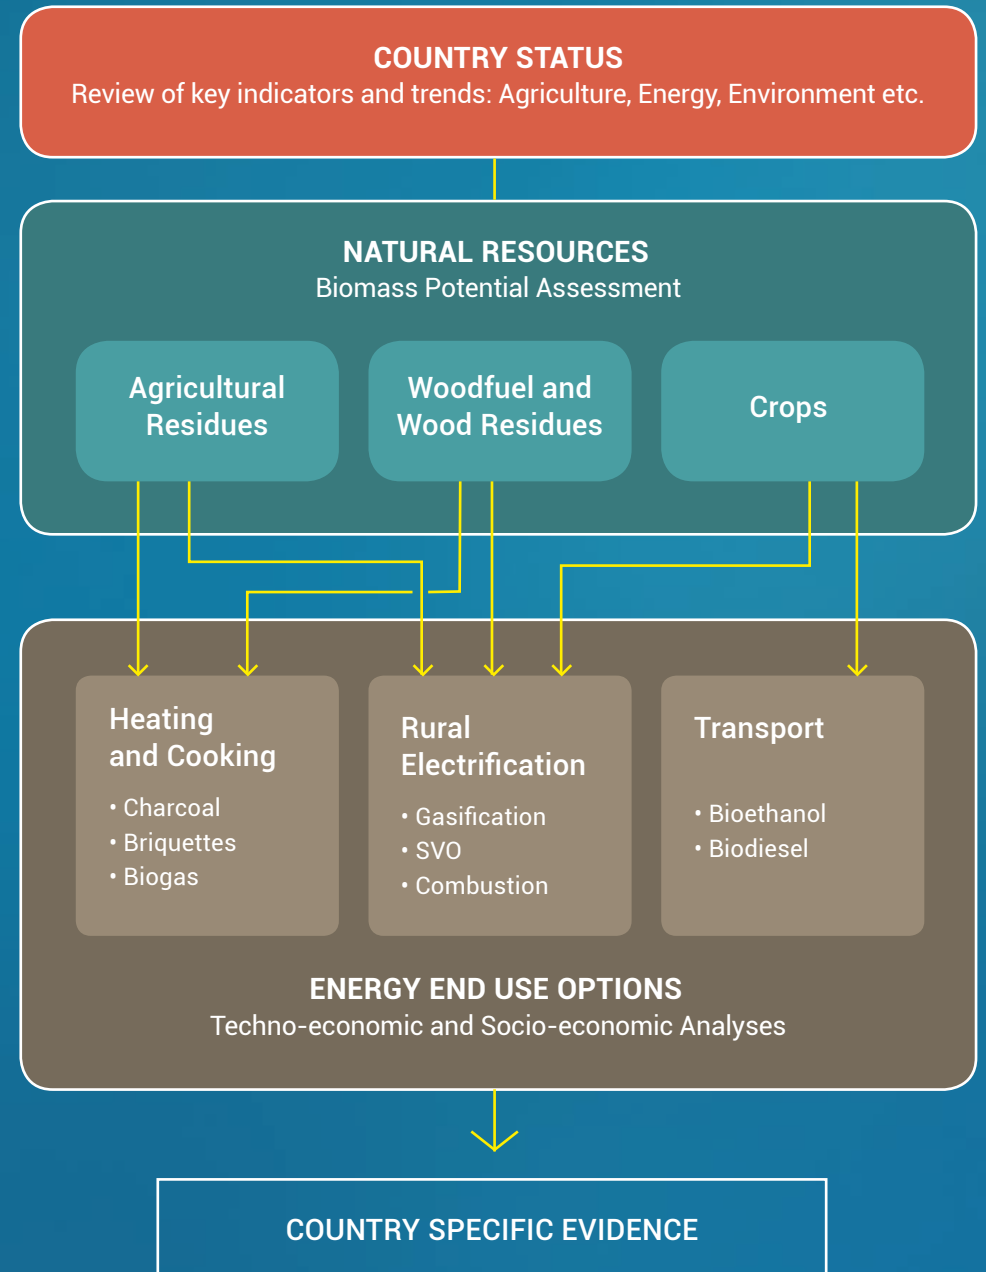 COUNTRY STATUS
Review of key indicators and trends: Agriculture, Energy, Environment etc.
NATURAL RESOURCES
Biomass Potential Assessment
Agricultural
Residues
Woodfuel and
Wood Residues
Crops
Heating
and Cooking
• Charcoal
• Briquettes
• Biogas
Rural
Electrification
• Gasification
• SVO
• Combustion
Transport
• Bioethanol
• Biodiesel
ENERGY END USE OPTIONS
Techno-economic and Socio-economic Analyses
COUNTRY SPECIFIC EVIDENCE